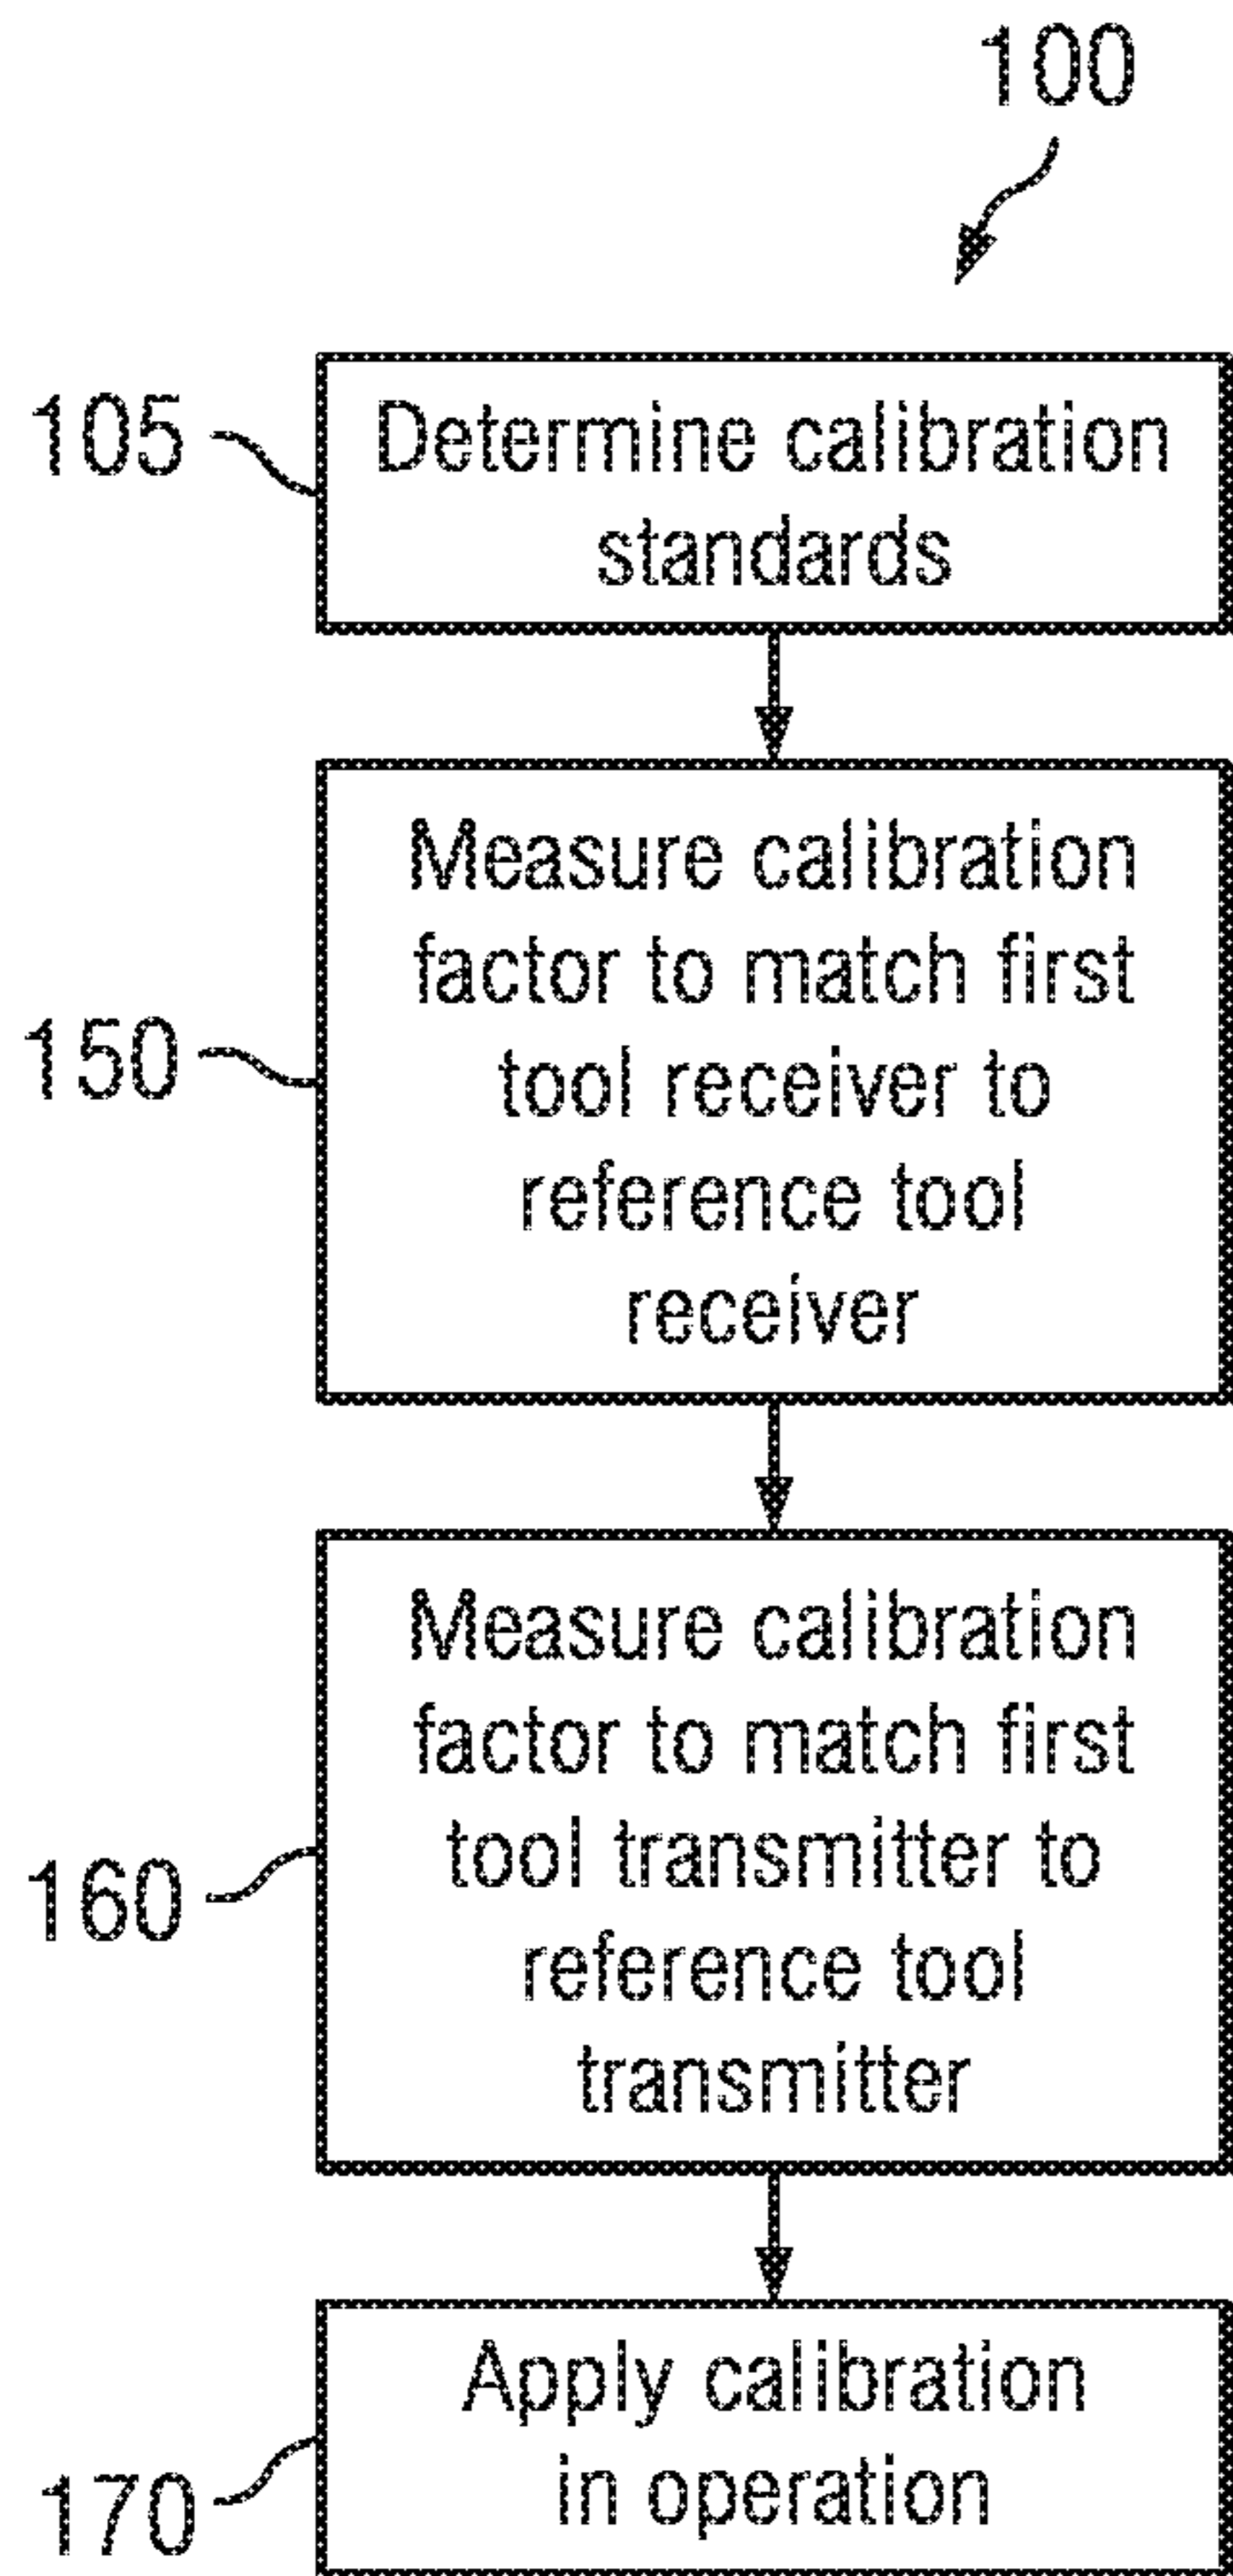 100
105
Determine calibration
standards
150
Measure calibration
factor to match first
tool receiver to
reference tool
receiver
160
Measure calibration
factor to match first
tool transmitter to
reference tool
transmitter
170
Apply calibration
in operation